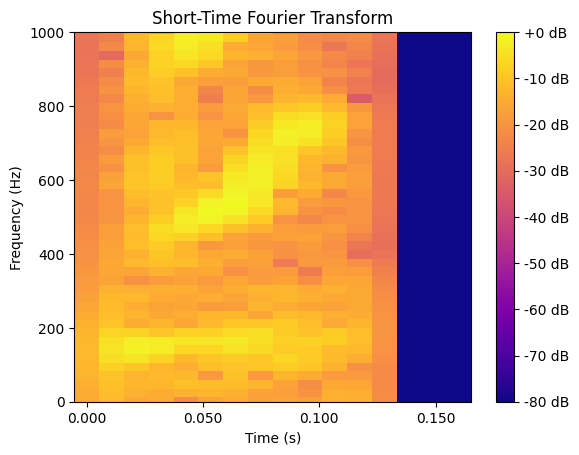 Short-Time Fourier Transform
Frequency (Hz)
1000
800
600
400
200
0
0.000
0.050
0.100
0.150
Time (s)
+0 dB
-10 dB
-20 dB
-30 dB
-40 dB
-50 dB
-60 dB
-70 dB
-80 dB